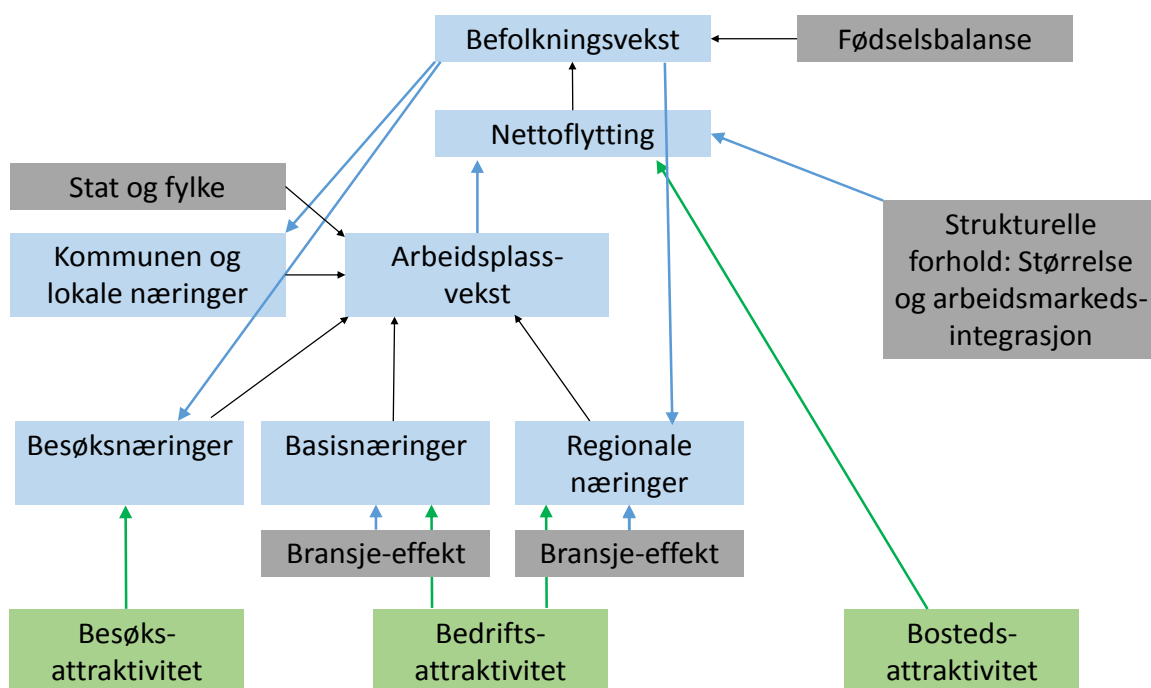 Befolkningsvekst
Fødselsbalanse
Nettoflytting
Stat og fylke
Kommunen og
lokale næringer
Arbeidsplass-
vekst
Strukturelle
forhold: Størrelse
og arbeidsmarkeds-
integrasjon
Besøksnæringer
Basisnæringer
Regionale
næringer
Bransje-effekt
Bransje-effekt
Besøks-
attraktivitet
Bedrifts-
attraktivitet
Bosteds-
attraktivitet